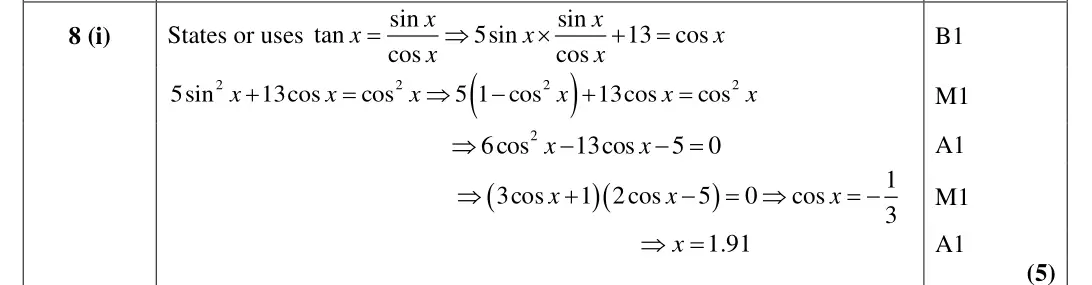 8 (i) States or uses tan x = sin x / cos x ⇒ 5 sin x × sin x / cos x + 13 = cos x B1
5 sin² x + 13 cos x = cos² x ⇒ 5(1 − cos² x) + 13 cos x = cos² x M1
⇒ 6 cos² x − 13 cos x − 5 = 0 A1
⇒ (3 cos x + 1)(2 cos x − 5) = 0 ⇒ cos x = −1/3 M1
⇒ x = 1.91 A1
(5)